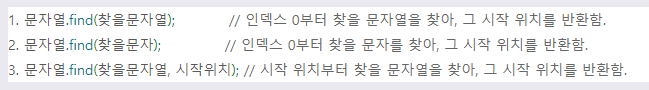 1. 문자열.find(찾을문자열); // 인덱스 0부터 찾을 문자열을 찾아, 그 시작 위치를 반환함.
2. 문자열.find(찾을문자); // 인덱스 0부터 찾을 문자를 찾아, 그 시작 위치를 반환함.
3. 문자열.find(찾을문자열, 시작위치); // 시작 위치부터 찾을 문자열을 찾아, 그 시작 위치를 반환함.